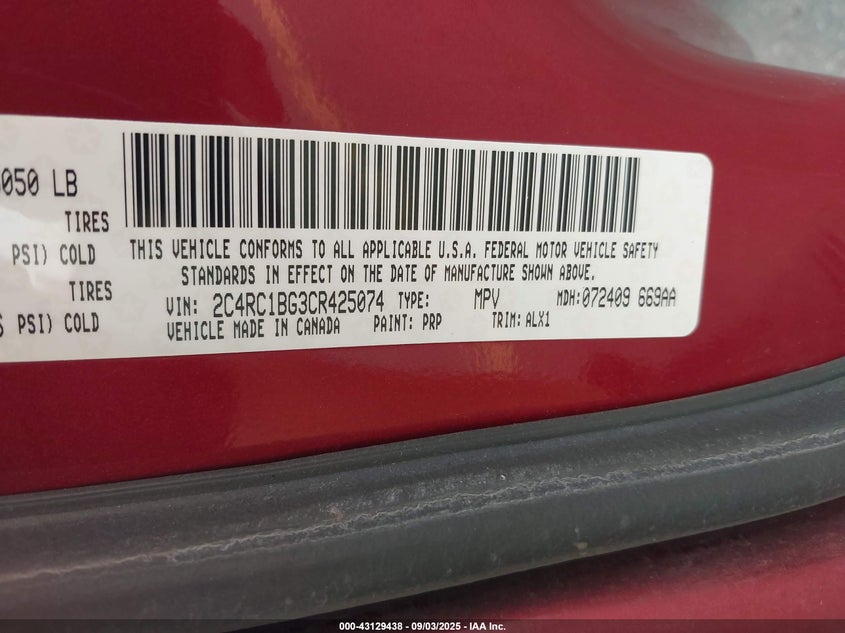 050 LB
TIRES
PSI) COLD
TIRES
PSI) COLD
THIS VEHICLE CONFORMS TO ALL APPLICABLE U.S.A. FEDERAL MOTOR VEHICLE SAFETY
STANDARDS IN EFFECT ON THE DATE OF MANUFACTURE SHOWN ABOVE.
VIN: 2C4RC1BG3CR425074 TYPE: MPV MDH:072409 669AA
VEHICLE MADE IN CANADA PAINT: PRP TRIM: ALX1
000-43129438 - 09/03/2025 - IAA Inc.